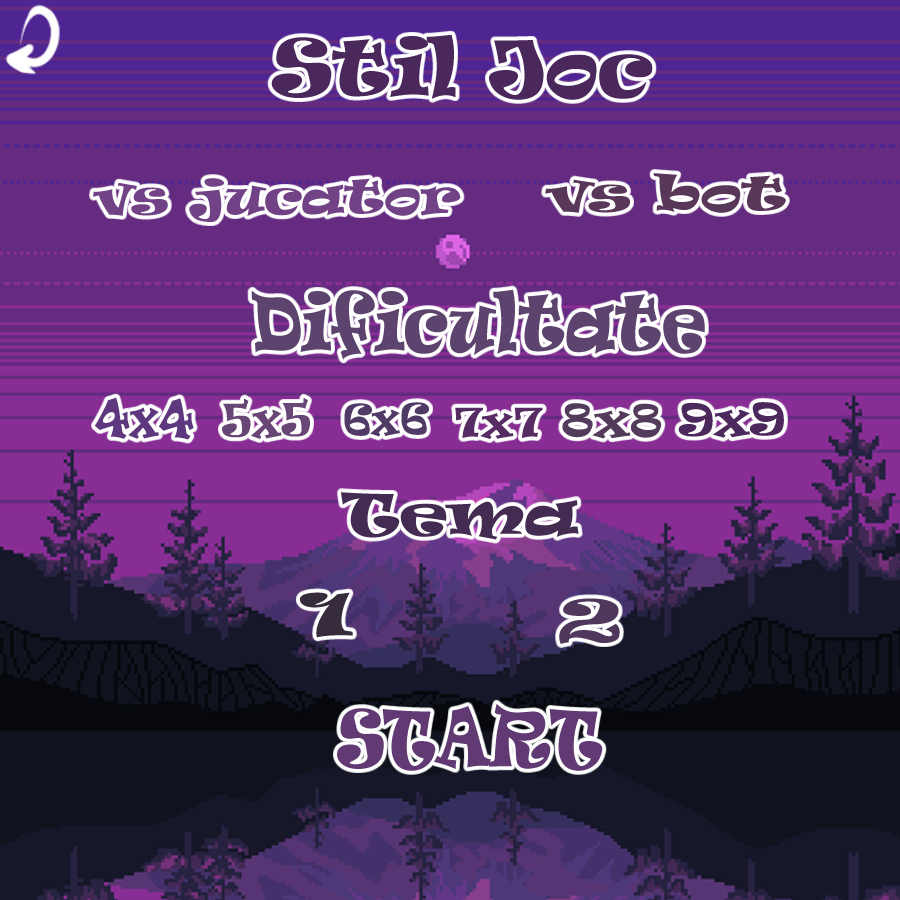 Stil Joc
vs jucator vs bot
Dificultate
4x4 5x5 6x6 7x7 8x8 9x9
Tema
1 2
START